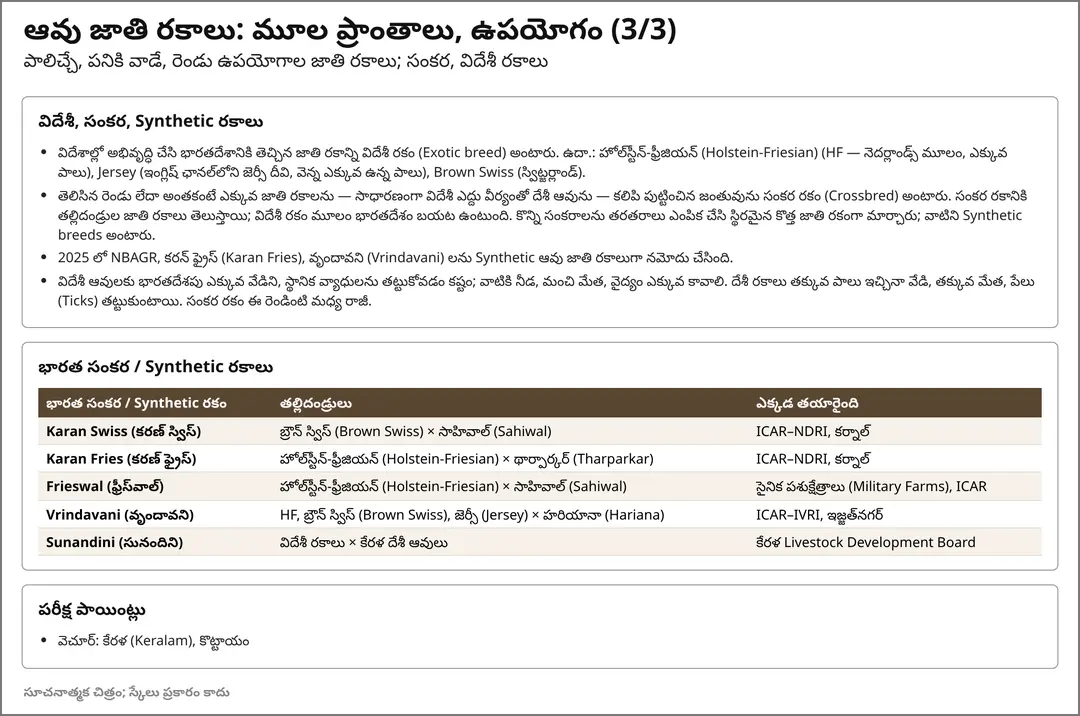 ఆవు జాతి రకాలు: మూల ప్రాంతాలు, ఉపయోగం (3/3)
పాలిచ్చే, పనికి వాడే, రెండు ఉపయోగాల జాతి రకాలు; సంకర, విదేశీ రకాలు
విదేశీ, సంకర, Synthetic రకాలు
• విదేశాల్లో అభివృద్ధి చేసి భారతదేశానికి తెచ్చిన జాతి రకాన్ని విదేశీ రకం (Exotic breed) అంటారు. ఉదా.: హోల్‌స్టీన్-ఫ్రీజియన్ (Holstein-Friesian) (HF — నెదర్లాండ్స్ మూలం, ఎక్కువ
పాలు), Jersey (ఇంగ్లిష్ ఛానల్‌లోని జెర్సీ దీవి, వెన్న ఎక్కువ ఉన్న పాలు), Brown Swiss (స్విట్జర్లాండ్).
• తెలిసిన రెండు లేదా అంతకంటే ఎక్కువ జాతి రకాలను — సాధారణంగా విదేశీ ఎద్దు వీర్యంతో దేశీ ఆవును — కలిపి పుట్టించిన జంతువును సంకర రకం (Crossbred) అంటారు. సంకర రకానికి
తల్లిదండ్రుల జాతి రకాలు తెలుస్తాయి; విదేశీ రకం మూలం భారతదేశం బయట ఉంటుంది. కొన్ని సంకరాలను తరతరాలు ఎంపిక చేసి స్థిరమైన కొత్త జాతి రకంగా మార్చారు; వాటిని Synthetic
breeds అంటారు.
• 2025 లో NBAGR, కరన్ ఫ్రైస్ (Karan Fries), వృందావని (Vrindavani) లను Synthetic ఆవు జాతి రకాలుగా నమోదు చేసింది.
• విదేశీ ఆవులకు భారతదేశపు ఎక్కువ వేడిని, స్థానిక వ్యాధులను తట్టుకోవడం కష్టం; వాటికి నీడ, మంచి మేత, వైద్యం ఎక్కువ కావాలి. దేశీ రకాలు తక్కువ పాలు ఇచ్చినా వేడి, తక్కువ మేత, పేలు
(Ticks) తట్టుకుంటాయి. సంకర రకం ఈ రెండింటి మధ్య రాజీ.
భారత సంకర / Synthetic రకాలు
భారత సంకర / Synthetic రకం తల్లిదండ్రులు ఎక్కడ తయారైంది
Karan Swiss (కరణ్ స్విస్) బ్రౌన్ స్విస్ (Brown Swiss) × సాహివాల్ (Sahiwal) ICAR–NDRI, కర్నాల్
Karan Fries (కరణ్ ఫ్రైస్) హోల్‌స్టీన్-ఫ్రీజియన్ (Holstein-Friesian) × థార్పార్కర్ (Tharparkar) ICAR–NDRI, కర్నాల్
Frieswal (ఫ్రీస్‌వాల్) హోల్‌స్టీన్-ఫ్రీజియన్ (Holstein-Friesian) × సాహివాల్ (Sahiwal) సైనిక పశుక్షేత్రాలు (Military Farms), ICAR
Vrindavani (వృందావని) HF, బ్రౌన్ స్విస్ (Brown Swiss), జెర్సీ (Jersey) × హరియానా (Hariana) ICAR–IVRI, ఇజ్జత్‌నగర్
Sunandini (సునందిని) విదేశీ రకాలు × కేరళ దేశీ ఆవులు కేరళ Livestock Development Board
పరీక్ష పాయింట్లు
• వెచూర్: కేరళ (Keralam), కొట్టాయం
సూచనాత్మక చిత్రం; స్కేలు ప్రకారం కాదు